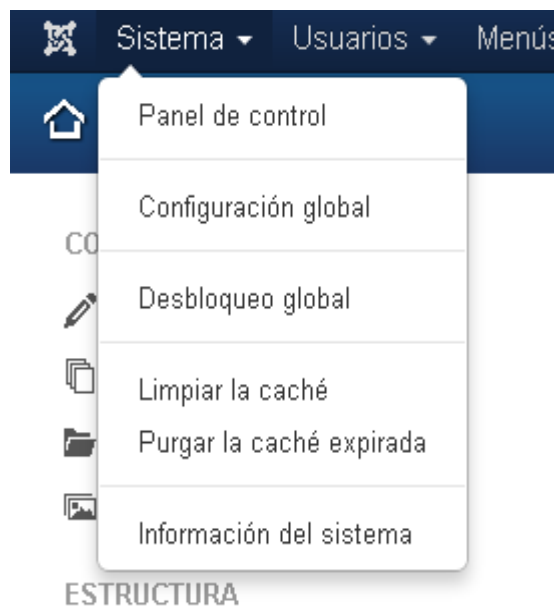 Sistema Usuarios Menús
Panel de control
Configuración global
CO
Desbloqueo global
Limpiar la caché
Purgar la caché expirada
Información del sistema
ESTRUCTURA